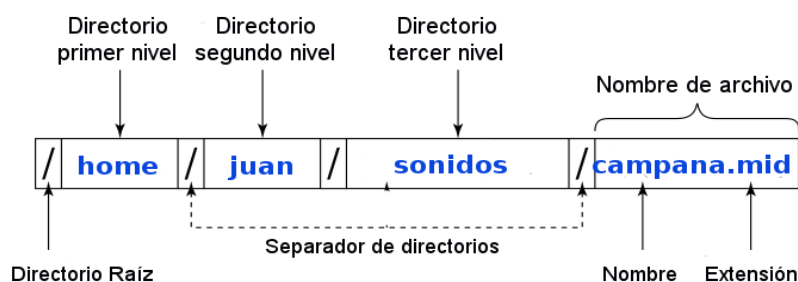 Directorio
primer nivel
Directorio
segundo nivel
Directorio
tercer nivel
Nombre de archivo
/ home / juan / sonidos / campana.mid
Separador de directorios
Directorio Raíz
Nombre
Extensión